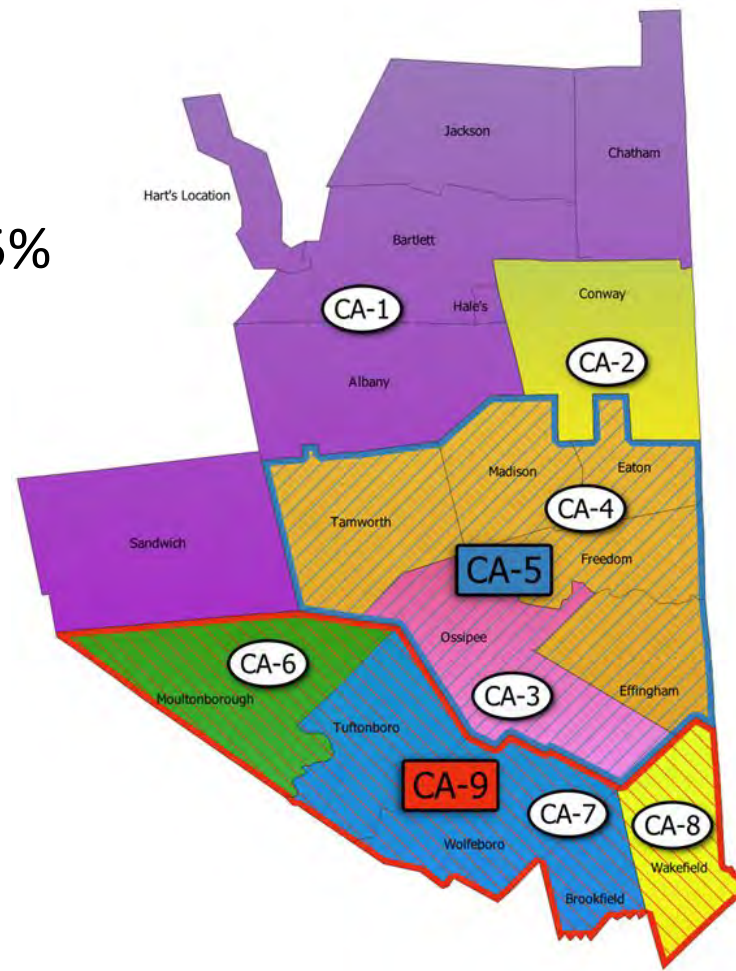 Jackson
Chatham
Hart's Location
Bartlett
5%
Conway
Hale's
CA-1
CA-2
Albany
Madison
Eaton
Tamworth
CA-4
Sandwich
Freedom
CA-5
Ossipee
CA-6
Effingham
Moultonborough
CA-3
Tuftonboro
CA-9
CA-7
CA-8
Wolfeboro
Wakefield
Brookfield